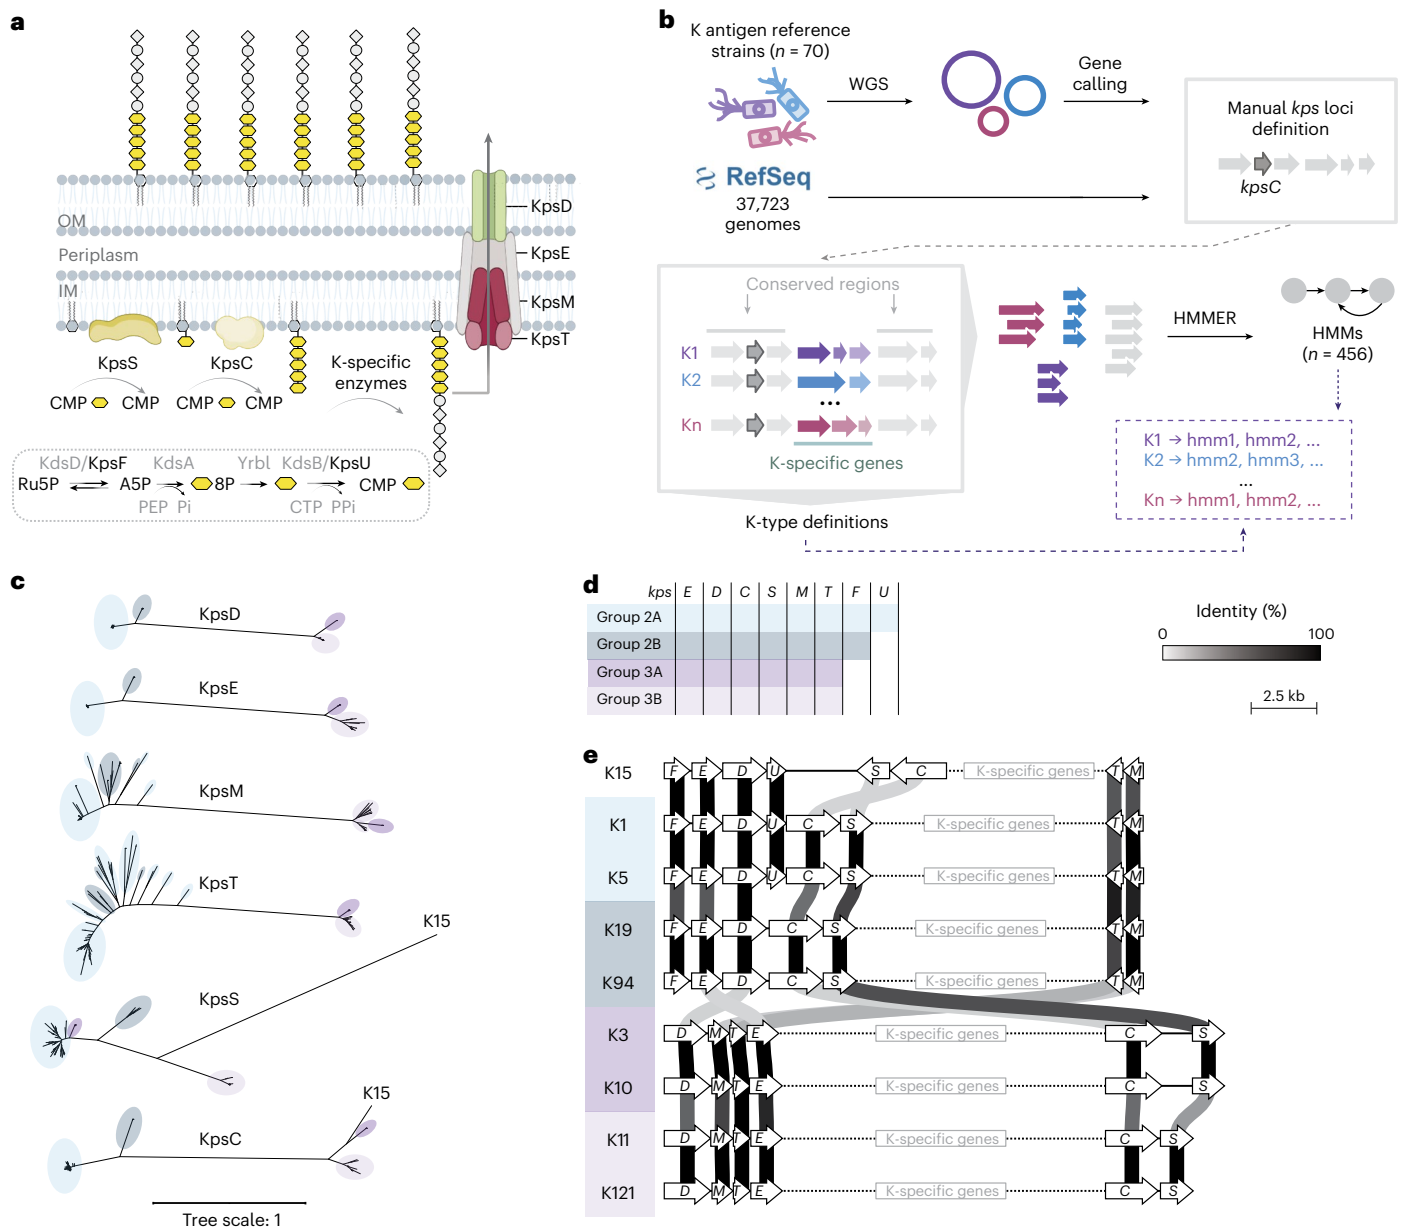 a
OM
Periplasm
IM
KpsD
KpsE
KpsM
KpsT
KpsS
KpsC
K-specific
enzymes
CMP CMP CMP CMP
KdsD/KpsF KdsA Yrbl KdsB/KpsU
Ru5P A5P 8P CMP
PEP Pi CTP PPi
b
K antigen reference
strains (n = 70)
WGS
Gene
calling
RefSeq
37,723
genomes
Manual kps loci
definition
kpsC
Conserved regions
K1
K2
...
Kn
K-specific genes
K-type definitions
HMMER
HMMs
(n = 456)
K1 → hmm1, hmm2, ...
K2 → hmm2, hmm3, ...
...
Kn → hmm1, hmm2, ...
c
KpsD
KpsE
KpsM
KpsT
K15
KpsS
K15
KpsC
Tree scale: 1
d
kps E D C S M T F U
Group 2A
Group 2B
Group 3A
Group 3B
Identity (%)
0 100
2.5 kb
e
K15 F E D U S C K-specific genes T M
K1 F E D U C S K-specific genes T M
K5 F E D U C S K-specific genes T M
K19 F E D C S K-specific genes T M
K94 F E D C S K-specific genes T M
K3 D M T E K-specific genes C S
K10 D M T E K-specific genes C S
K11 D M T E K-specific genes C S
K121 D M T E K-specific genes C S